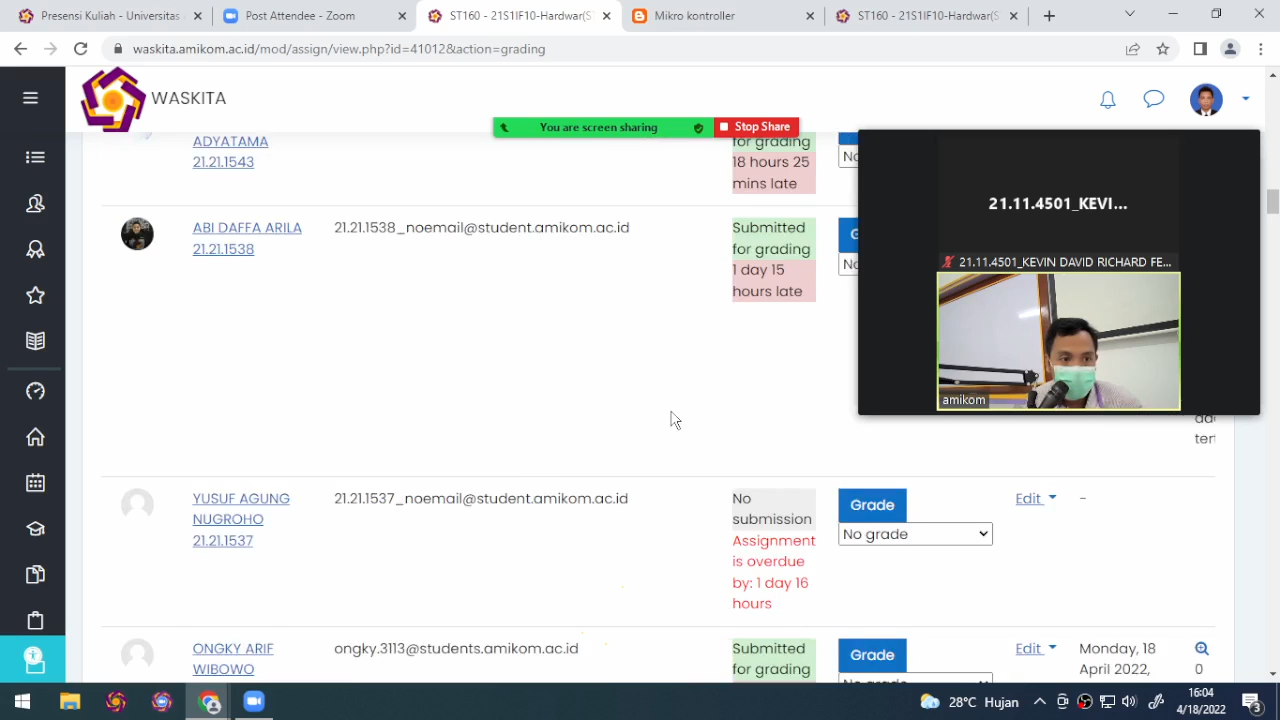 Presensi Kuliah - Universitas
Post Attendee - Zoom
ST160 - 21S1IF10-Hardwar(S
Mikro kontroller
ST160 - 21S1IF10-Hardwar(S
waskita.amikom.ac.id/mod/assign/view.php?id=41012&action=grading
WASKITA
You are screen sharing
Stop Share
ADYATAMA
21.21.1543
for grading
18 hours 25
mins late
No
21.11.4501_KEVI...
21.11.4501_KEVIN DAVID RICHARD FE...
amikom
ABI DAFFA ARILA
21.21.1538
21.21.1538_noemail@student.amikom.ac.id
Submitted
for grading
1 day 15
hours late
G
No
ter
YUSUF AGUNG
NUGROHO
21.21.1537
21.21.1537_noemail@student.amikom.ac.id
No
submission
Assignment
is overdue
by: 1 day 16
hours
Grade
No grade
Edit
-
ONGKY ARIF
WIBOWO
ongky.3113@students.amikom.ac.id
Submitted
for grading
Grade
Edit
Monday, 18
April 2022,
0
28°C Hujan
16:04
4/18/2022
3